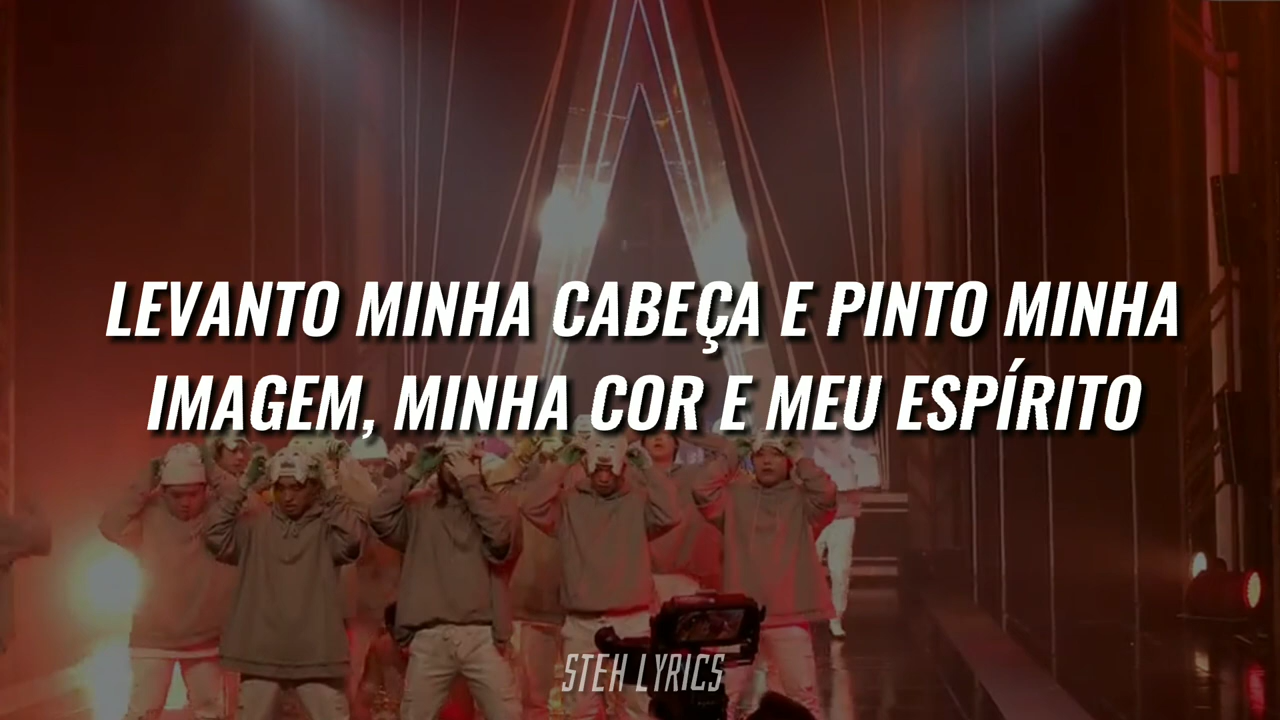 LEVANTO MINHA CABEÇA E PINTO MINHA
IMAGEM, MINHA COR E MEU ESPÍRITO
STEH LYRICS